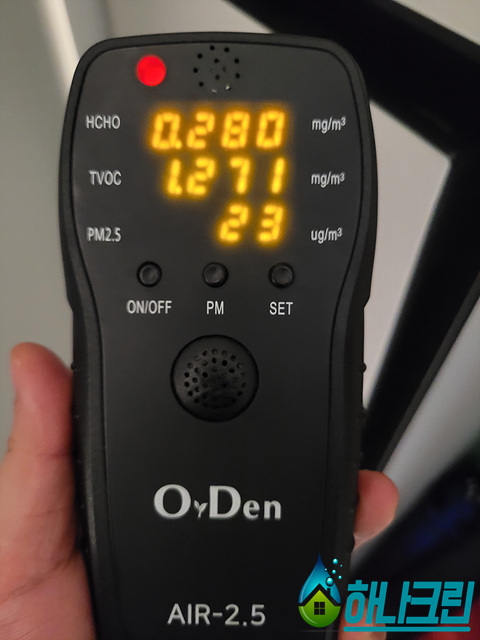 HCHO 0.280 mg/m³
TVOC 1.271 mg/m³
PM2.5 23 ug/m³
ON/OFF PM SET
OyDen
AIR-2.5
하나크린